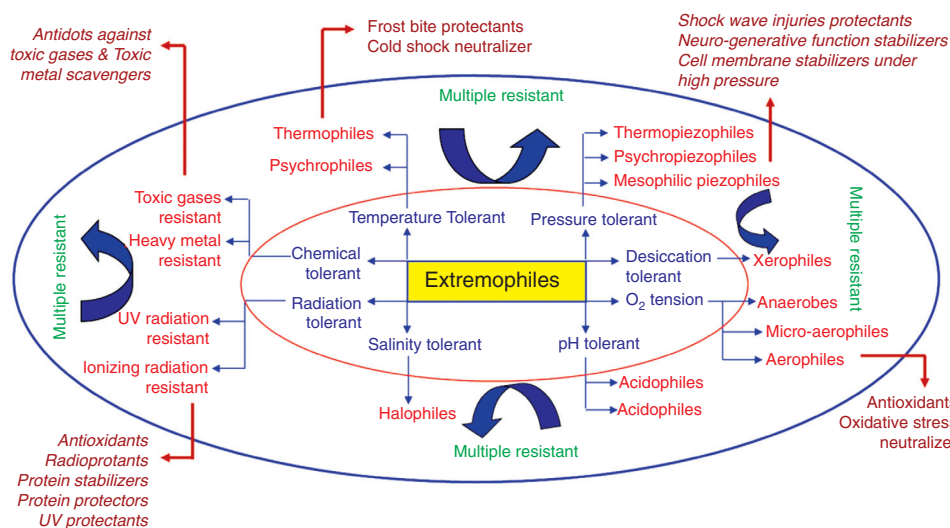 Antidots against
toxic gases & Toxic
metal scavengers
Frost bite protectants
Cold shock neutralizer
Shock wave injuries protectants
Neuro-generative function stabilizers
Cell membrane stabilizers under
high pressure
Multiple resistant
Thermophiles
Psychrophiles
Thermopiezophiles
Psychropiezophiles
Mesophilic piezophiles
Toxic gases
resistant
Heavy metal
resistant
Temperature Tolerant
Pressure tolerant
Multiple resistant
Multiple resistant
Chemical
tolerant
Extremophiles
Desiccation
tolerant
Xerophiles
Radiation
tolerant
O₂ tension
Anaerobes
Micro-aerophiles
Aerophiles
UV radiation
resistant
Ionizing radiation
resistant
Salinity tolerant
pH tolerant
Halophiles
Acidophiles
Acidophiles
Multiple resistant
Antioxidants
Radioprotants
Protein stabilizers
Protein protectors
UV protectants
Antioxidants
Oxidative stress
neutralize